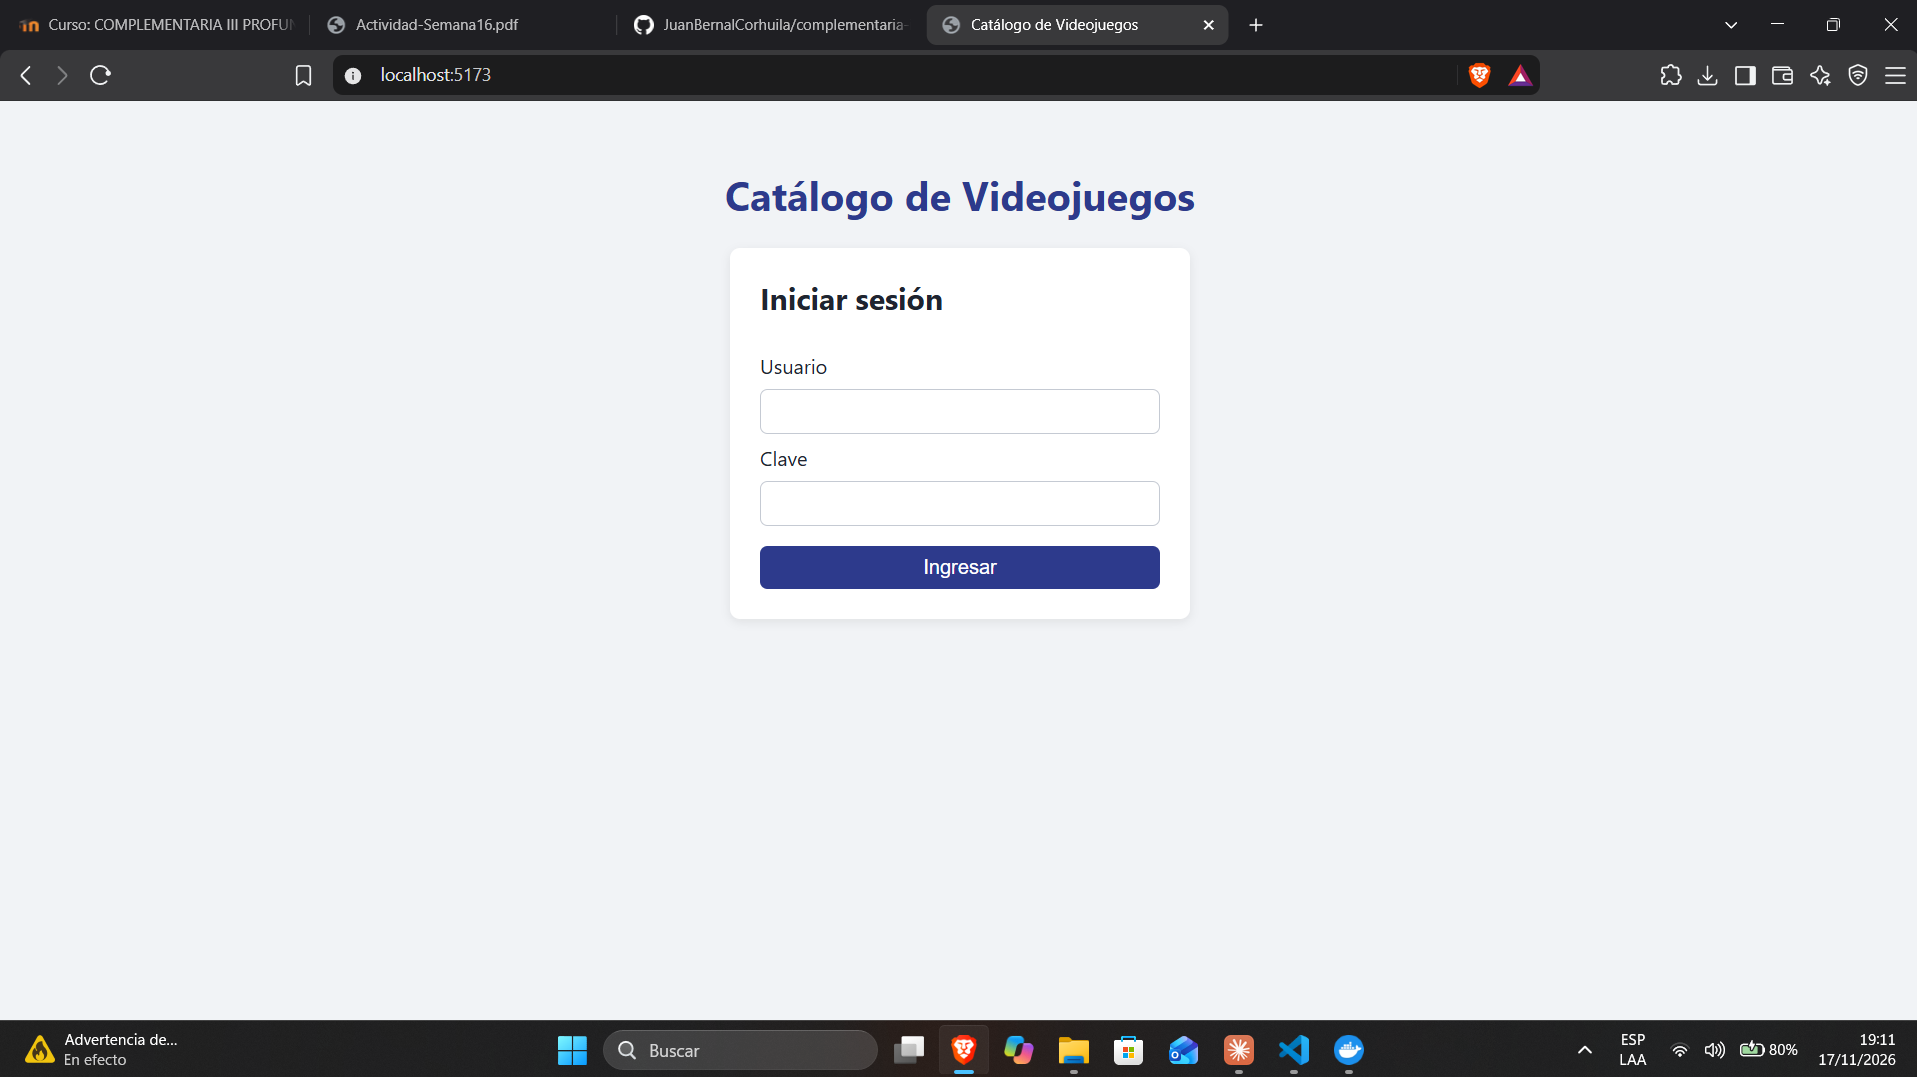 Curso: COMPLEMENTARIA III PROFUN
Actividad-Semana16.pdf
JuanBernalCorhuila/complementaria-
Catálogo de Videojuegos
localhost:5173
Catálogo de Videojuegos
Iniciar sesión
Usuario
Clave
Ingresar
Advertencia de...
En efecto
Buscar
ESP
LAA
80%
19:11
17/11/2026